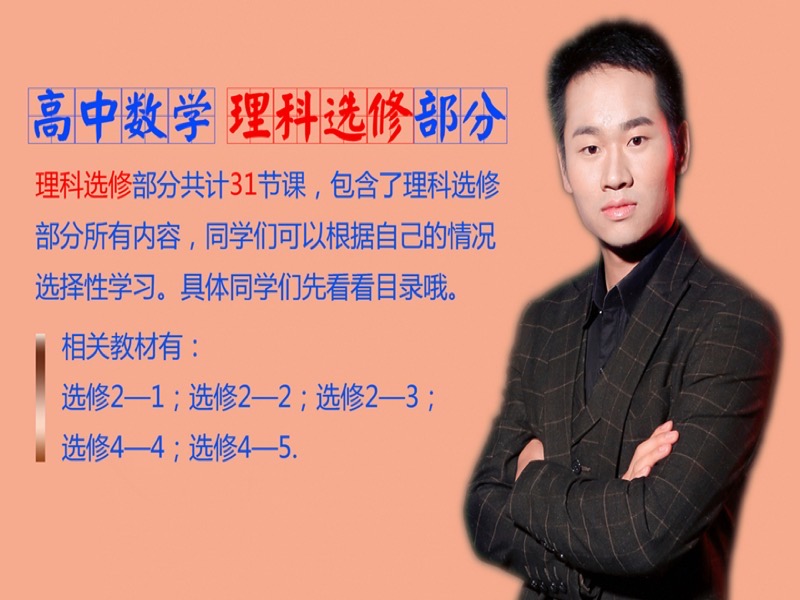 高中数学 理科选修部分
理科选修部分共计31节课，包含了理科选修
部分所有内容，同学们可以根据自己的情况
选择性学习。具体同学们先看看目录哦。
相关教材有：
选修2—1；选修2—2；选修2—3；
选修4—4；选修4—5.